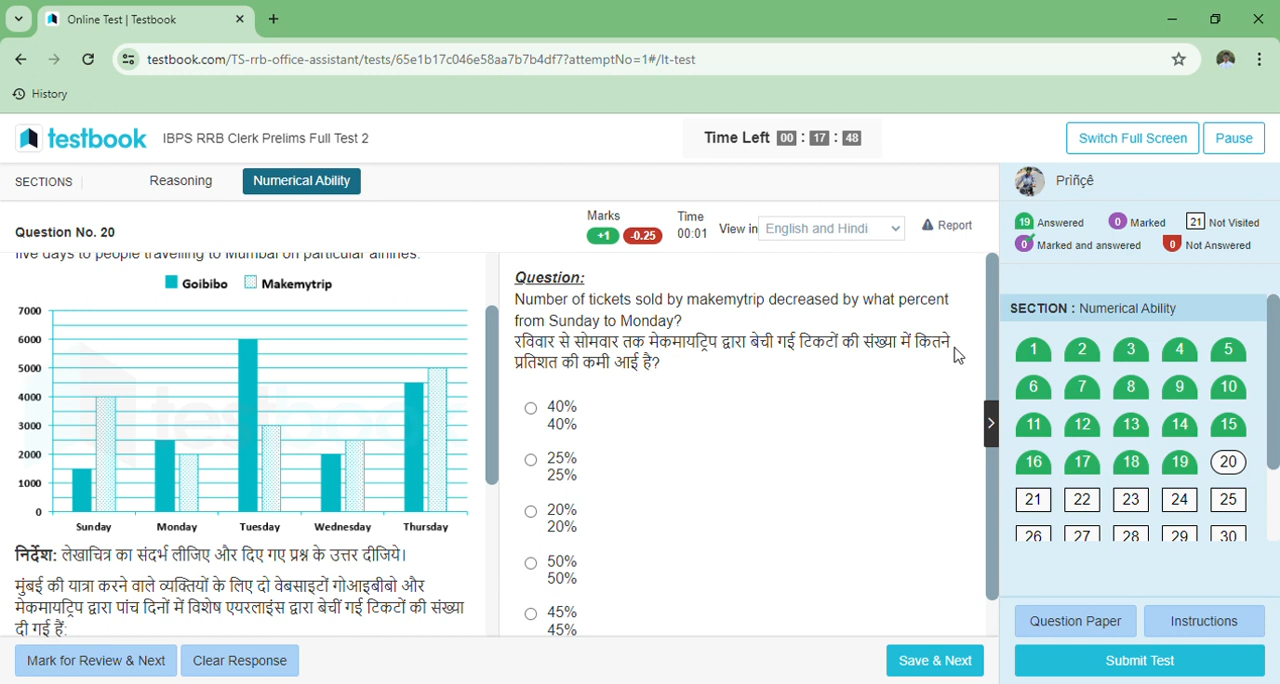 Online Test | Testbook
testbook.com/TS-rrb-office-assistant/tests/65e1b17c046e58aa7b7b4df7?attemptNo=1#/lt-test
History
testbook IBPS RRB Clerk Prelims Full Test 2
Time Left 00 : 17 : 48
Switch Full Screen Pause
SECTIONS Reasoning Numerical Ability
Priñçê
Question No. 20
Marks
+1 -0.25
Time
00:01
View in English and Hindi
Report
19 Answered 0 Marked 21 Not Visited
0 Marked and answered 0 Not Answered
five days to people travelling to Mumbai on particular airlines.
Goibibo Makemytrip
7000
6000
5000
4000
3000
2000
1000
0
Sunday Monday Tuesday Wednesday Thursday
testbook
निर्देश: लेखाचित्र का संदर्भ लीजिए और दिए गए प्रश्न के उत्तर दीजिये।
मुंबई की यात्रा करने वाले व्यक्तियों के लिए दो वेबसाइटों गोआइबीबो और
मेकमायट्रिप द्वारा पांच दिनों में विशेष एयरलाइंस द्वारा बेचीं गई टिकटों की संख्या
दी गई हैं:
Question:
Number of tickets sold by makemytrip decreased by what percent
from Sunday to Monday?
रविवार से सोमवार तक मेकमायट्रिप द्वारा बेची गई टिकटों की संख्या में कितने
प्रतिशत की कमी आई है?
40%
40%
25%
25%
20%
20%
50%
50%
45%
45%
SECTION : Numerical Ability
1 2 3 4 5
6 7 8 9 10
11 12 13 14 15
16 17 18 19 20
21 22 23 24 25
26 27 28 29 30
Mark for Review & Next Clear Response Save & Next
Question Paper Instructions
Submit Test